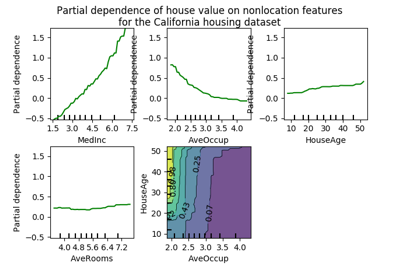 Partial dependence of house value on nonlocation features
for the California housing dataset
Partial dependence
1.5
1.0
0.5
0.0
−0.5
1.5 3.0 4.5 6.0 7.5
MedInc
Partial dependence
1.5
1.0
0.5
0.0
−0.5
2.0 2.5 3.0 3.5 4.0
AveOccup
Partial dependence
1.5
1.0
0.5
0.0
−0.5
10 20 30 40 50
HouseAge
Partial dependence
1.5
1.0
0.5
0.0
−0.5
4.0 4.8 5.6 6.4 7.2
AveRooms
HouseAge
50
40
30
20
10
0.25
0.43
0.07
2.0 2.5 3.0 3.5 4.0
AveOccup